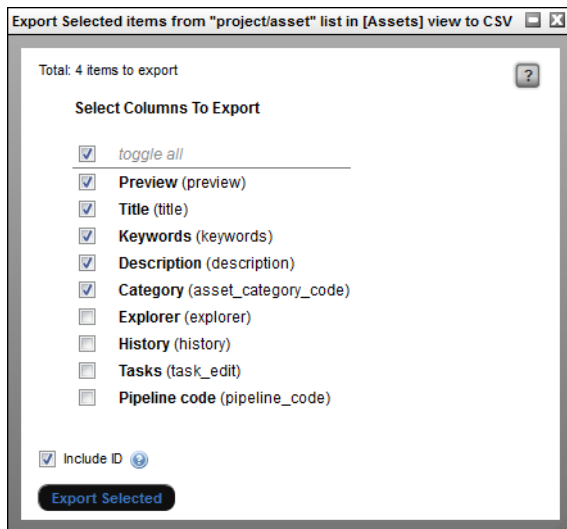 Export Selected items from "project/asset" list in [Assets] view to CSV
Total: 4 items to export
?
Select Columns To Export
toggle all
Preview (preview)
Title (title)
Keywords (keywords)
Description (description)
Category (asset_category_code)
Explorer (explorer)
History (history)
Tasks (task_edit)
Pipeline code (pipeline_code)
Include ID ?
Export Selected